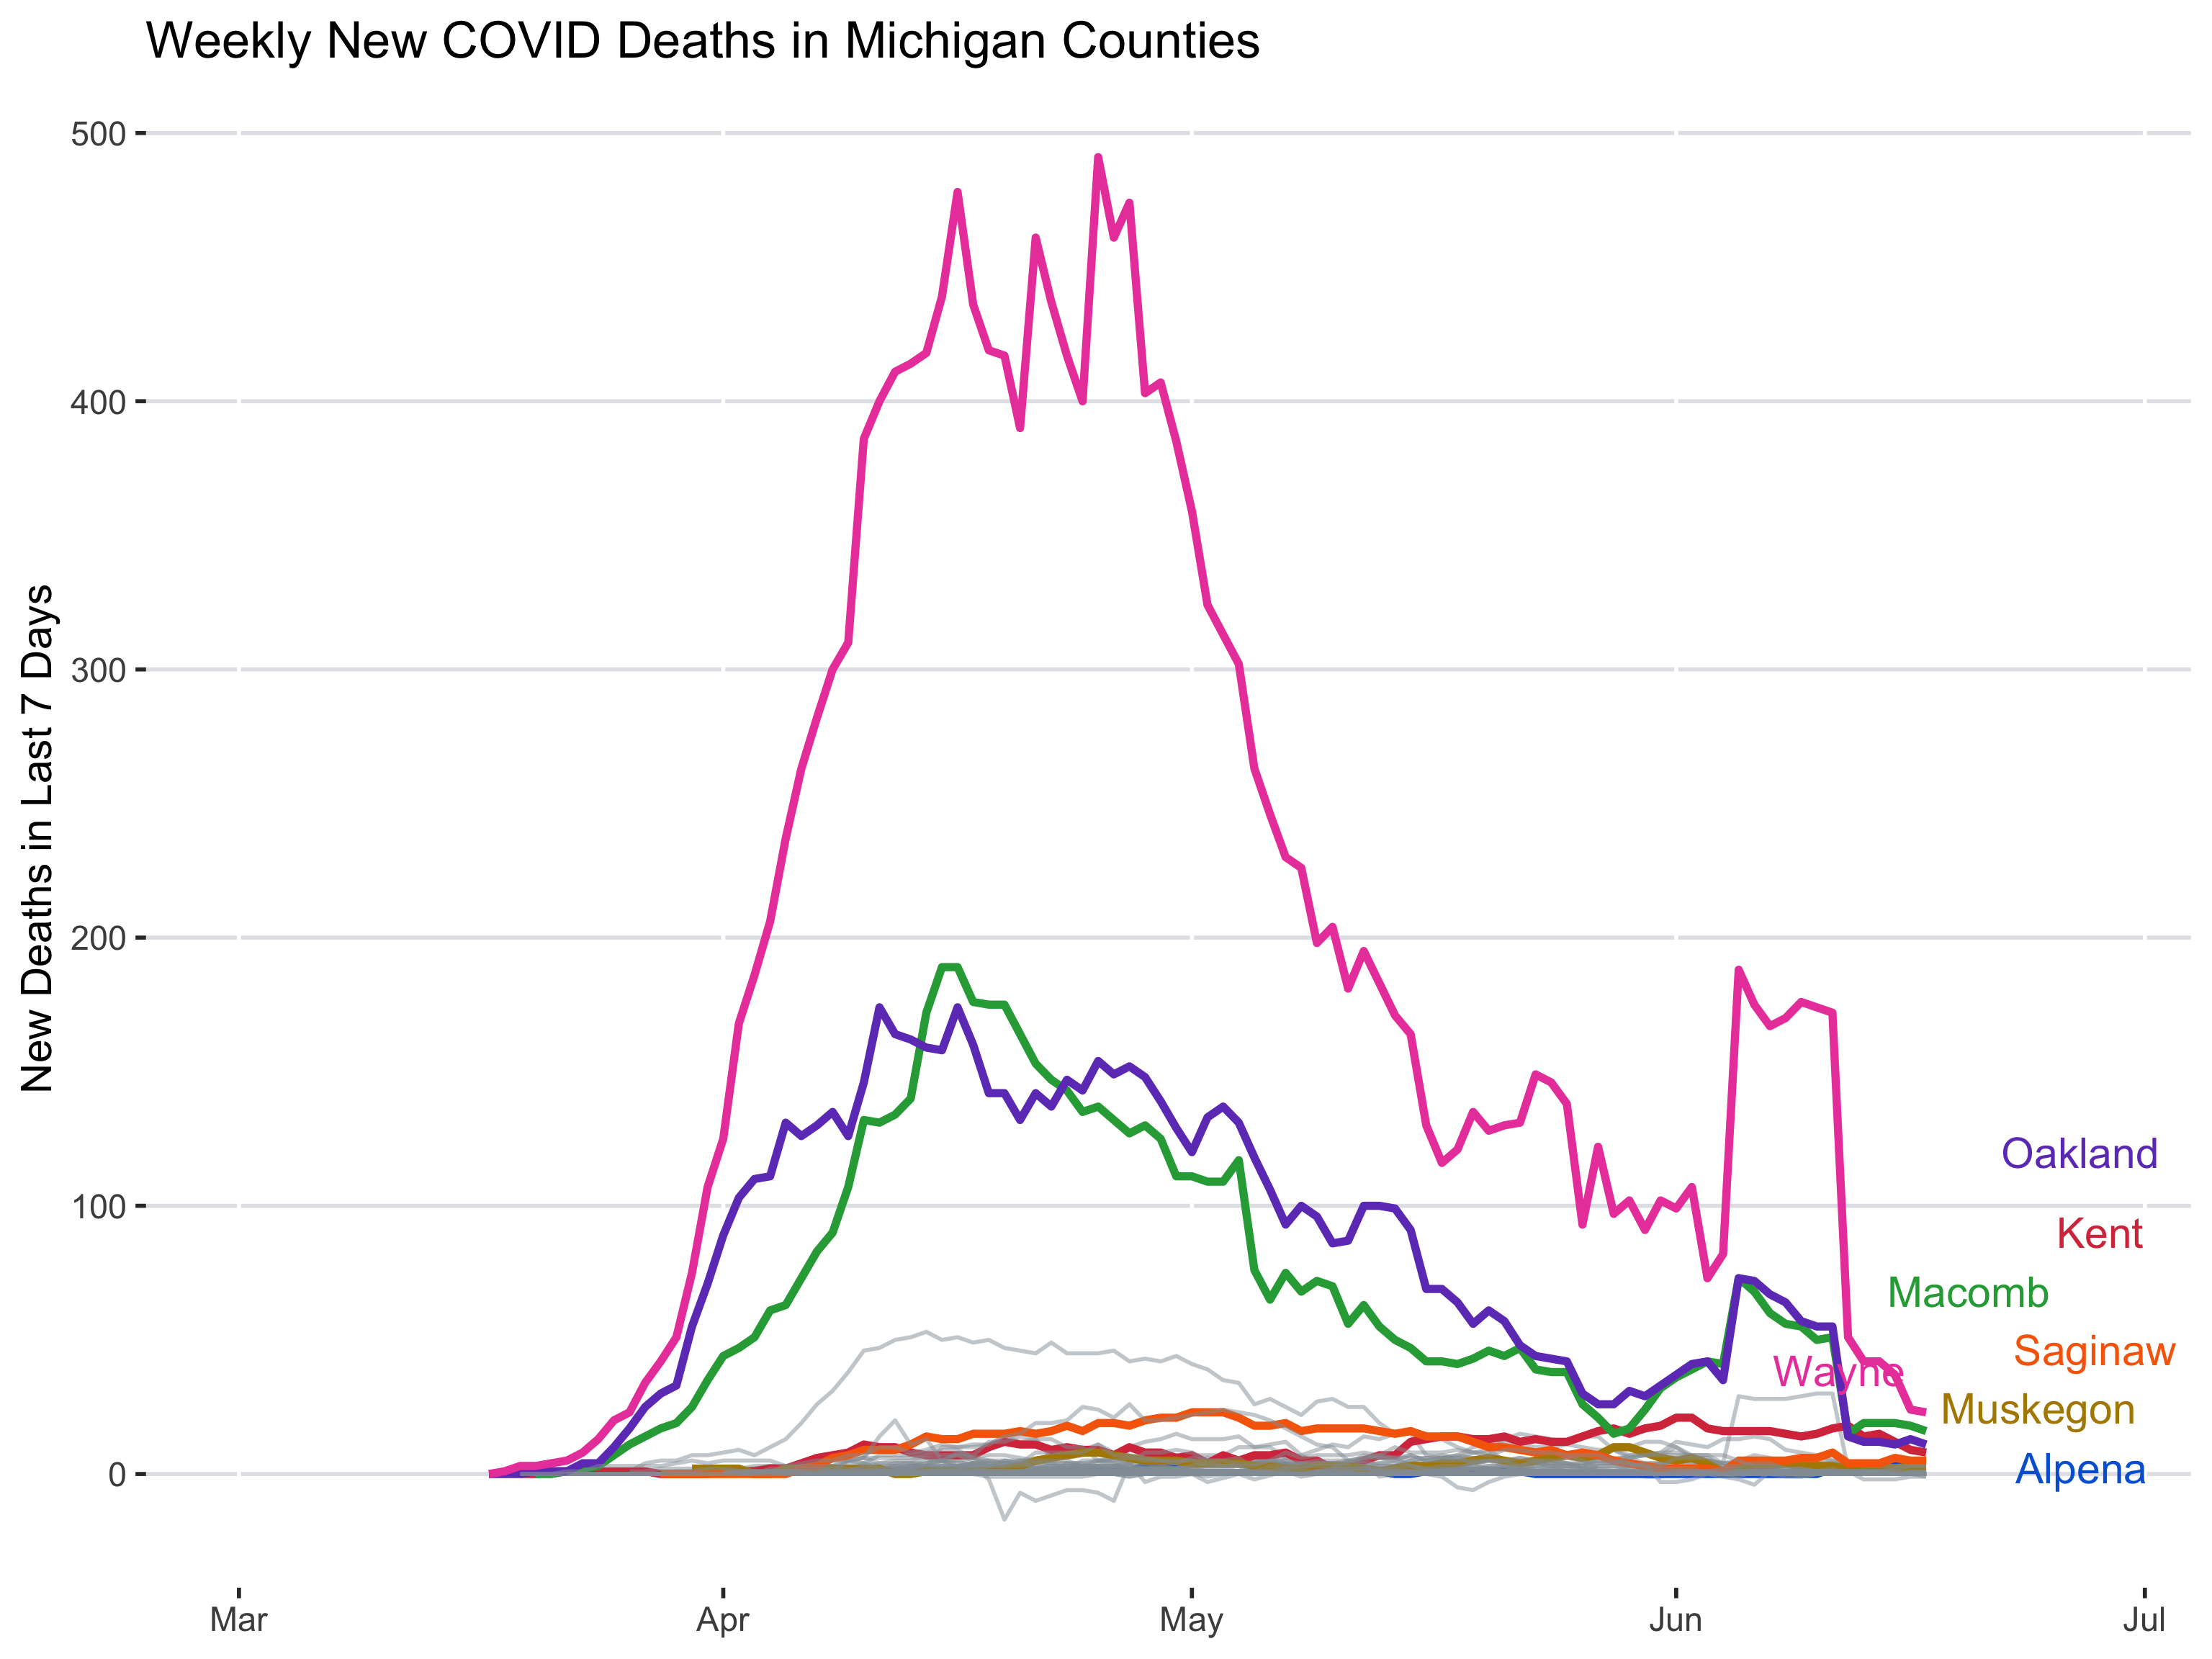 Weekly New COVID Deaths in Michigan Counties
New Deaths in Last 7 Days
500
400
300
200
100
0
Oakland
Kent
Macomb
Saginaw
Wayne
Muskegon
Alpena
Mar Apr May Jun Jul